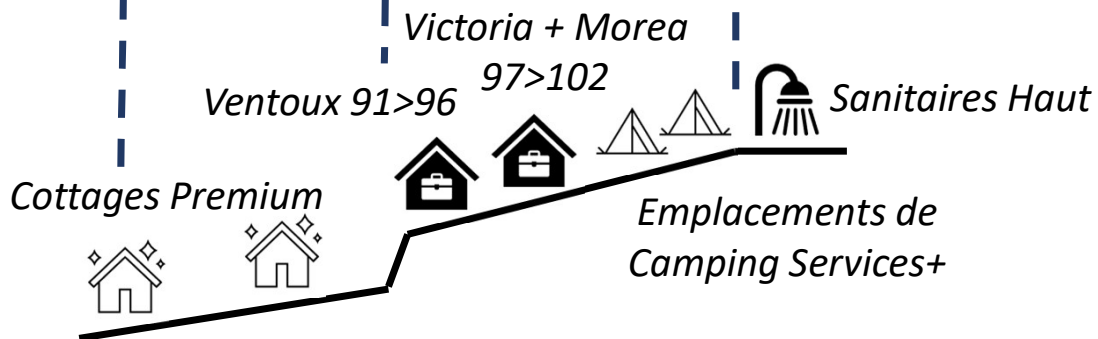 Victoria + Morea
97>102
Ventoux 91>96
Sanitaires Haut
Cottages Premium
Emplacements de
Camping Services+